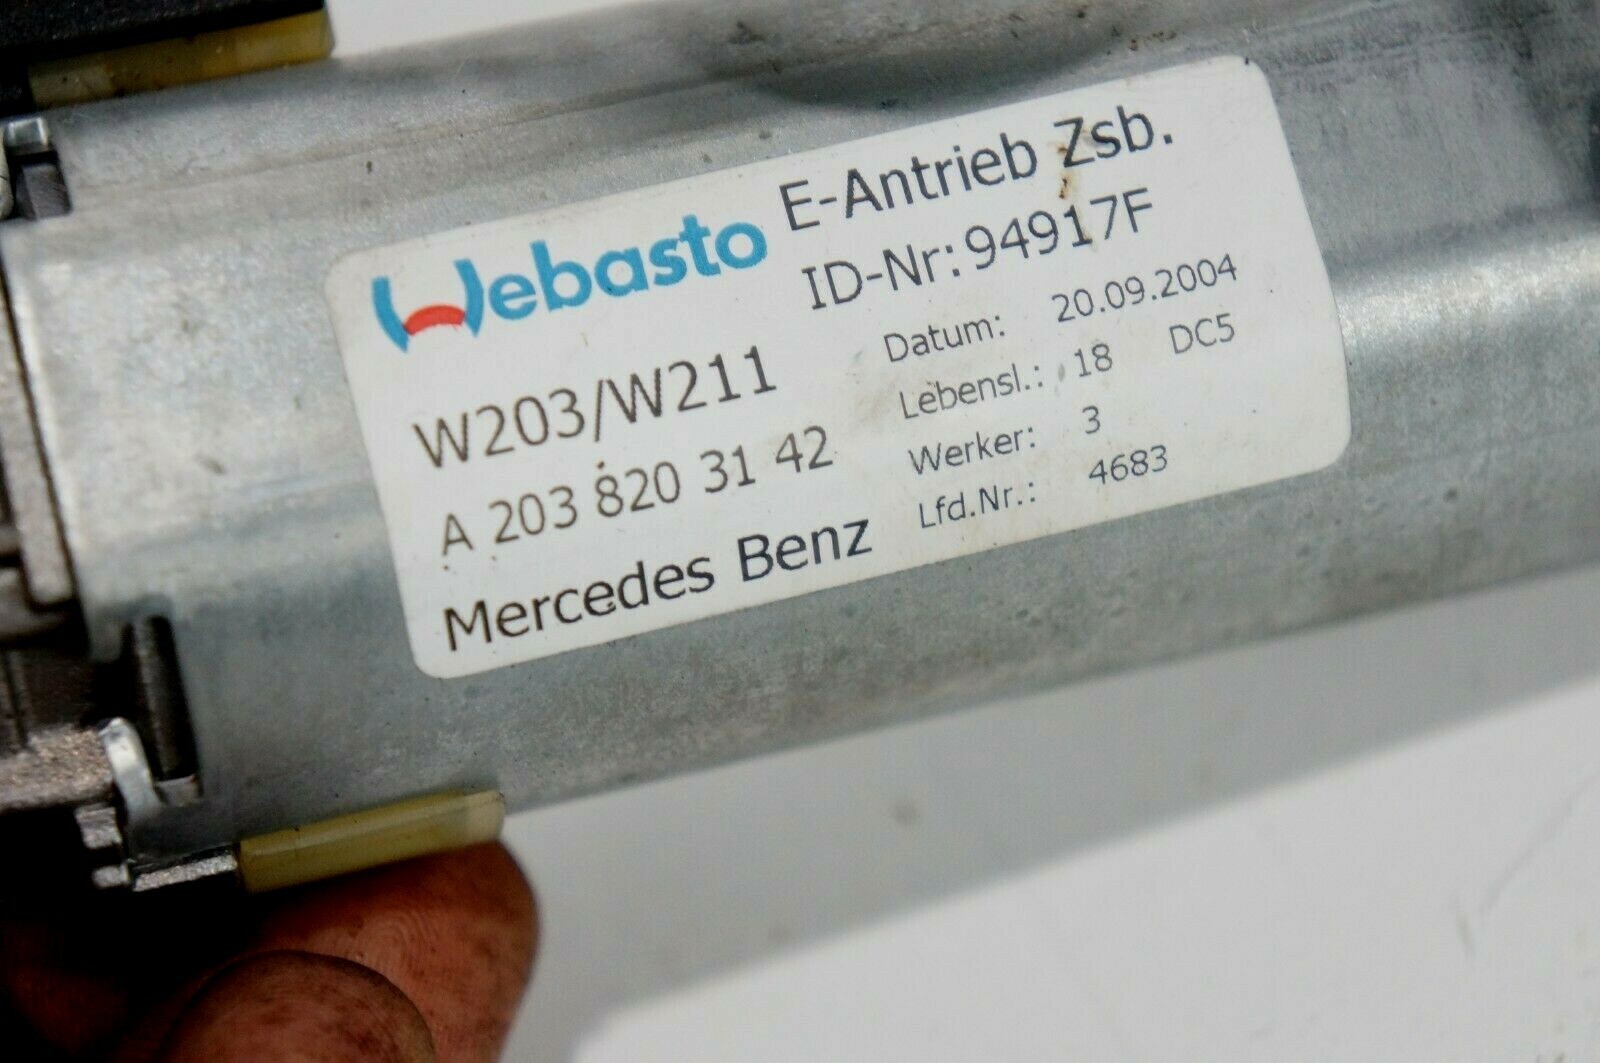 Webasto
E-Antrieb Zsb.
ID-Nr:94917F
W203/W211
A 203 820 31 42
Mercedes Benz
Datum: 20.09.2004
Lebensl.: 18 DC5
Werker: 3
Lfd.Nr.: 4683